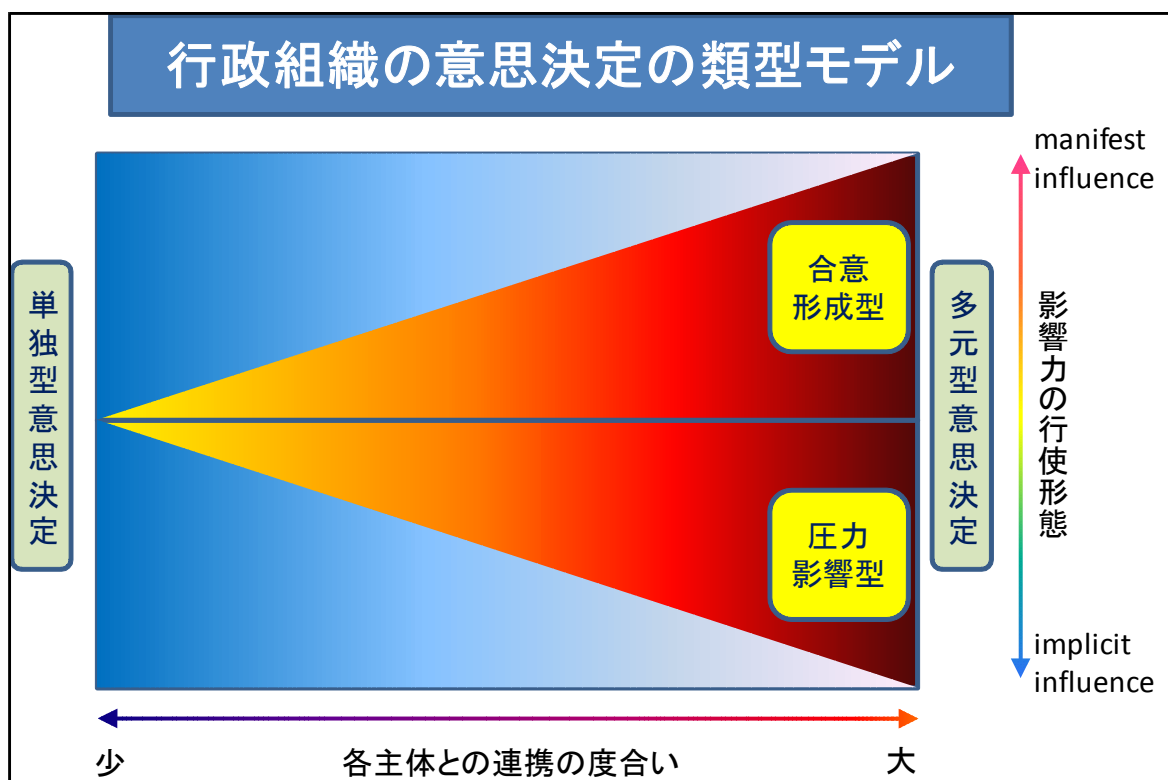 行政組織の意思決定の類型モデル
manifest
influence
単独型意思決定
合意
形成型
多元型意思決定
影響力の行使形態
圧力
影響型
implicit
influence
少
各主体との連携の度合い
大